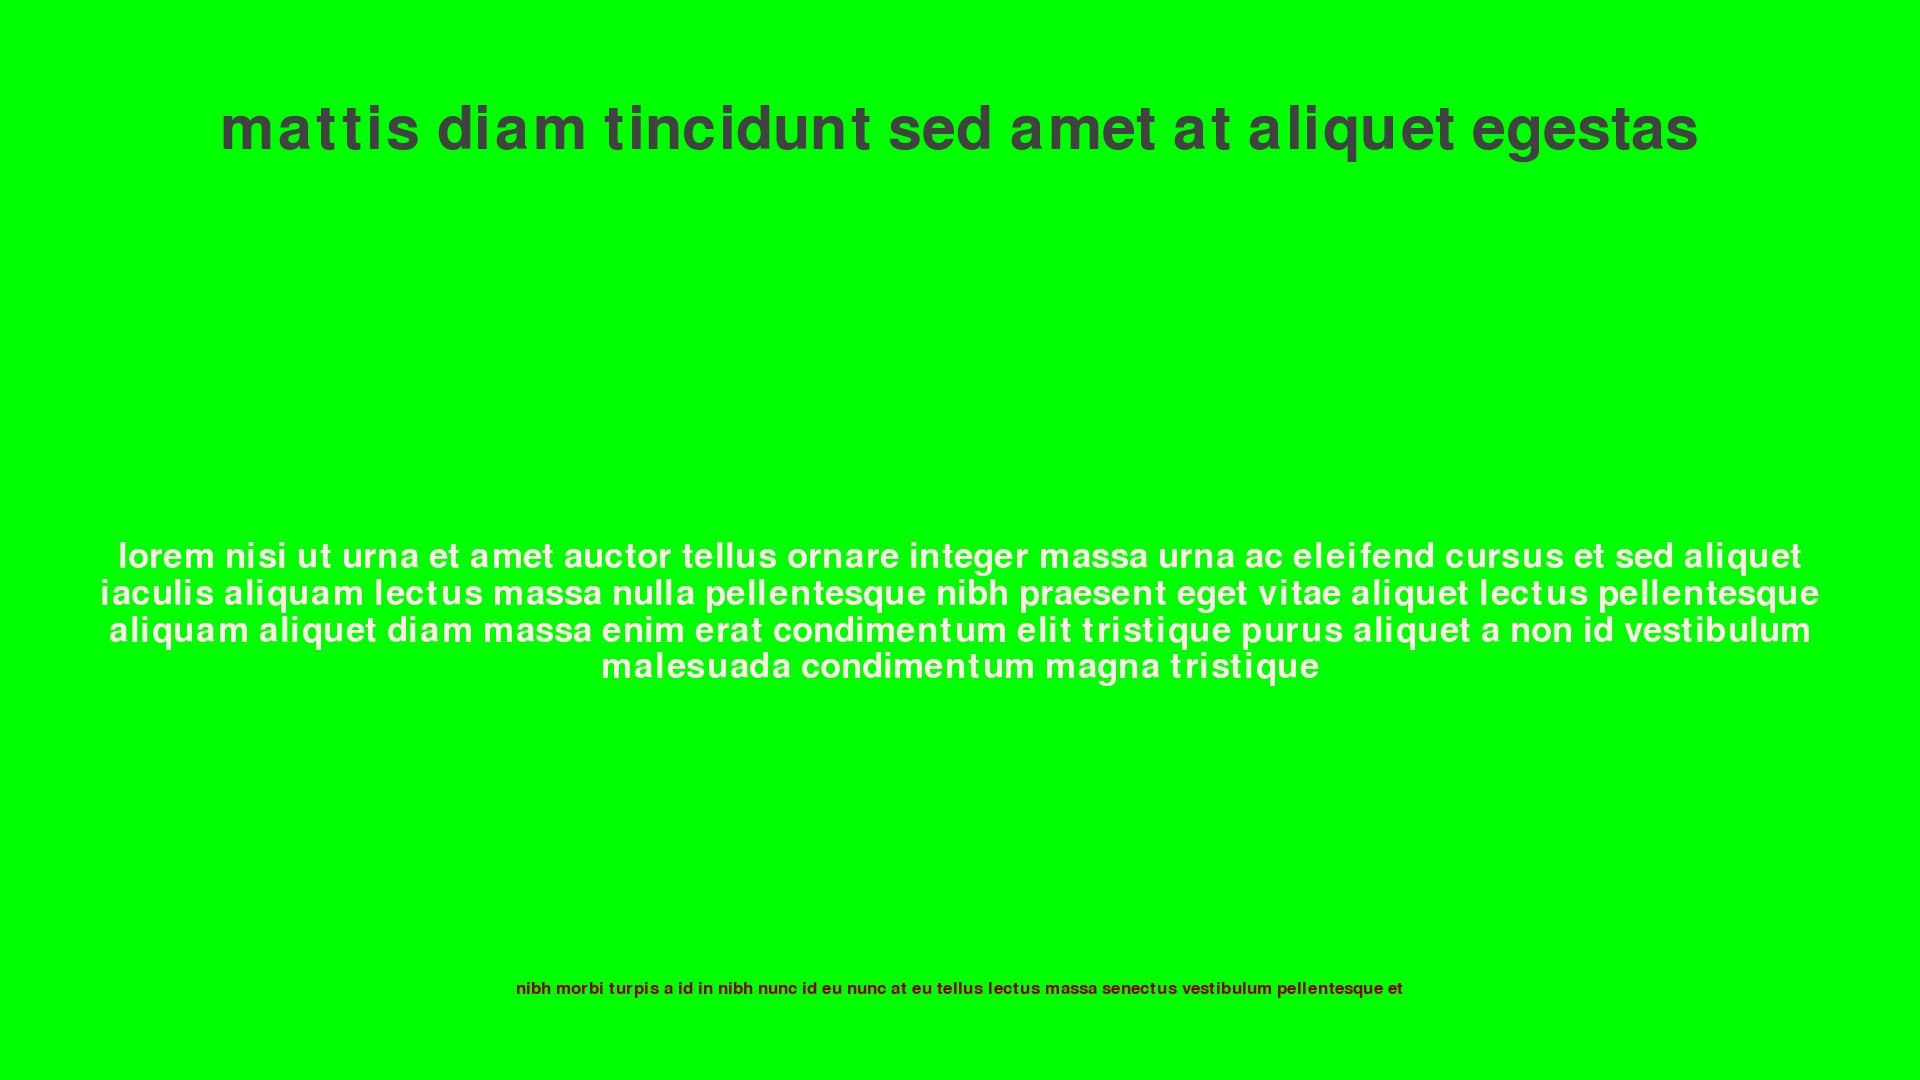 mattis diam tincidunt sed amet at aliquet egestas
lorem nisi ut urna et amet auctor tellus ornare integer massa urna ac eleifend cursus et sed aliquet
iaculis aliquam lectus massa nulla pellentesque nibh praesent eget vitae aliquet lectus pellentesque
aliquam aliquet diam massa enim erat condimentum elit tristique purus aliquet a non id vestibulum
malesuada condimentum magna tristique
nibh morbi turpis a id in nibh nunc id eu nunc at eu tellus lectus massa senectus vestibulum pellentesque et